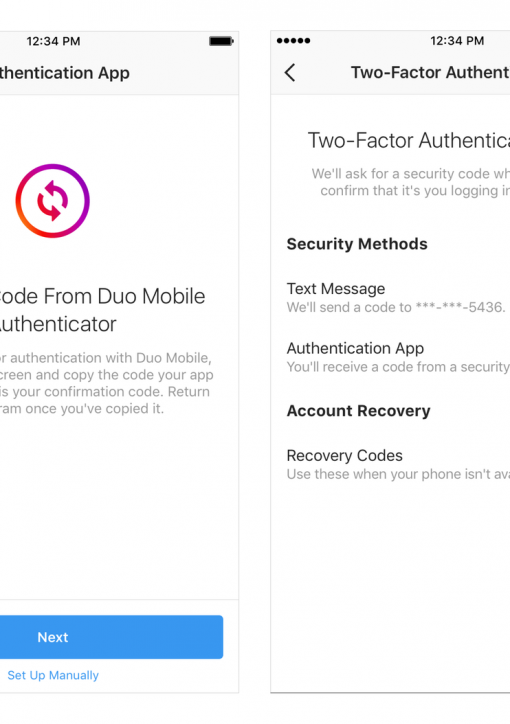 12:34 PM
thentication App
ode From Duo Mobile
uthenticator
r authentication with Duo Mobile,
creen and copy the code your app
is your confirmation code. Return
ram once you've copied it.
Next
Set Up Manually
12:34 PM
Two-Factor Authent
Two-Factor Authentica
We'll ask for a security code wh
confirm that it's you logging in
Security Methods
Text Message
We'll send a code to ***-***-5436.
Authentication App
You'll receive a code from a security
Account Recovery
Recovery Codes
Use these when your phone isn't ava